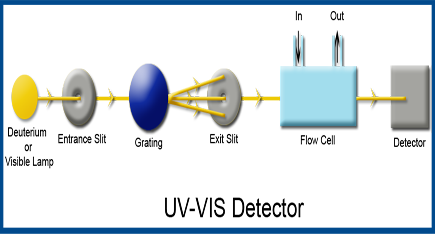 In Out
Deuterium
or
Visible Lamp
Entrance Slit
Grating
Exit Slit
Flow Cell
Detector
UV-VIS Detector